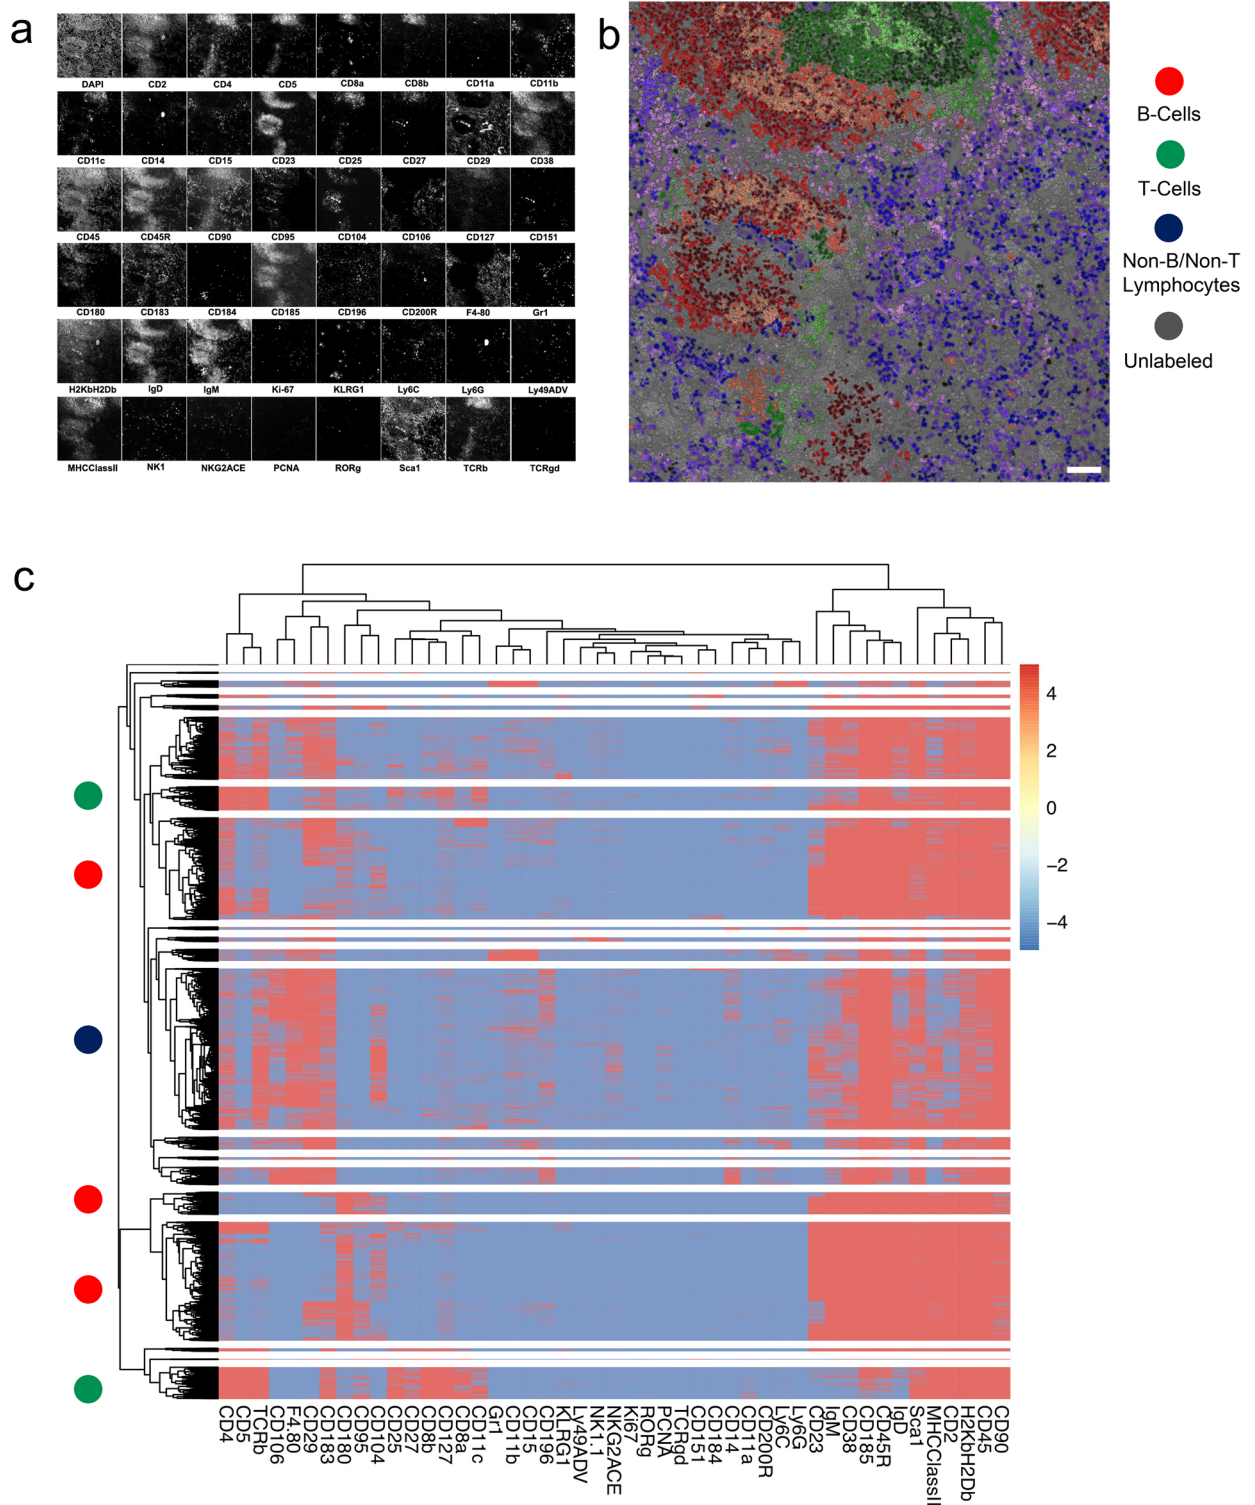 a
DAPI CD2 CD4 CD5 CD8a CD8b CD11a CD11b
CD11c CD14 CD15 CD23 CD25 CD27 CD29 CD38
CD45 CD45R CD90 CD95 CD104 CD106 CD127 CD151
CD180 CD183 CD184 CD185 CD196 CD200R F4-80 Gr1
H2KbH2Db IgD IgM Ki-67 KLRG1 Ly6C Ly6G Ly49ADV
MHCClassII NK1 NKG2ACE PCNA RORg Sca1 TCRb TCRgd
b
B-Cells
T-Cells
Non-B/Non-T
Lymphocytes
Unlabeled
c
4
2
0
−2
−4
CD4
CD5
TCRb
CD106
F4.80
CD29
CD183
CD180
CD95
CD104
CD25
CD27
CD8b
CD127
CD8a
CD11c
Gr1
CD11b
CD15
CD196
KLRG1
Ly49ADV
NK1.1
NKG2ACE
Ki67
RORg
PCNA
TCRgd
CD151
CD184
CD14
CD11a
CD200R
Ly6C
Ly6G
CD23
IgM
CD38
CD185
CD45R
IgD
Sca1
MHCClassII
CD2
H2KbH2Db
CD45
CD90